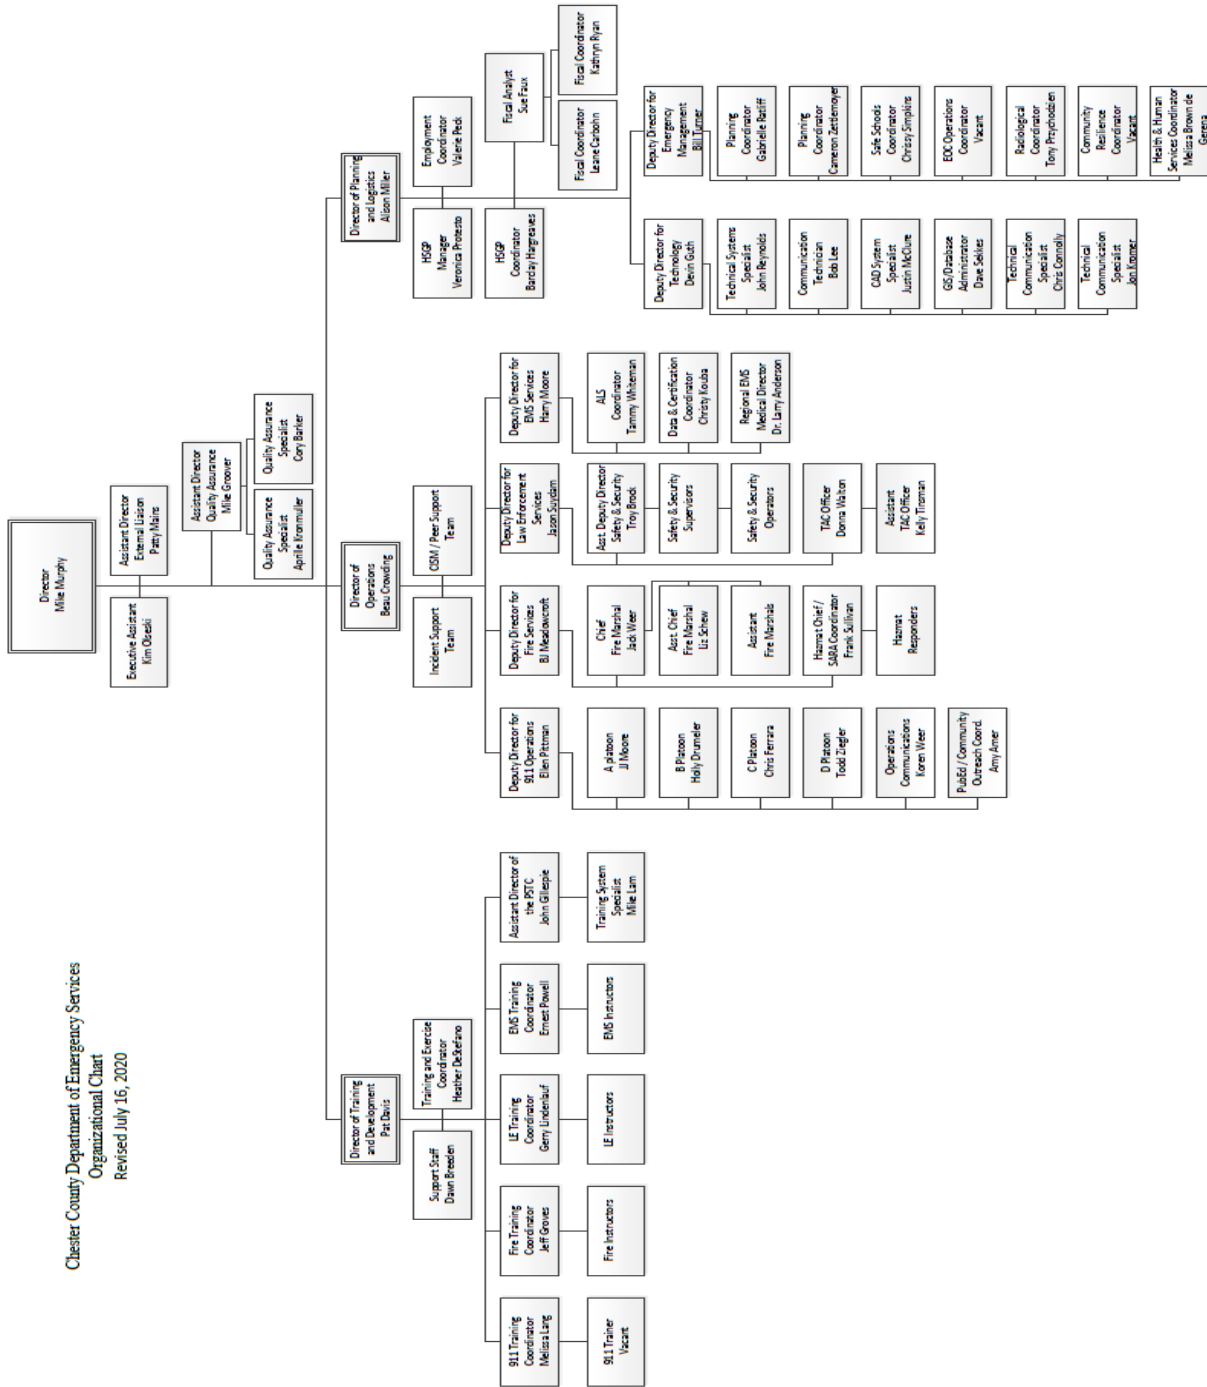 Chester County Department of Emergency Services
Organizational Chart
Revised July 16, 2020
Director
Mike Murphy
Executive Assistant
Kim Olseski
Assistant Director
External Liaison
Patty Mains
Assistant Director
Quality Assurance
Mike Groover
Quality Assurance
Specialist
Aprille Kronmuller
Quality Assurance
Specialist
Cory Barker
Director of Training
and Development
Pat Davis
Support Staff
Dawn Breeden
Training and Exercise
Coordinator
Heather DeStefano
911 Training
Coordinator
Melissa Lang
911 Trainer
Vacant
Fire Training
Coordinator
Jeff Groves
Fire Instructors
LE Training
Coordinator
Gerry Lindenlauf
LE Instructors
EMS Training
Coordinator
Ernest Powell
EMS Instructors
Assistant Director of
the PSTC
John Gillespie
Training System
Specialist
Mike Lam
Director of
Operations
Beau Crowding
Incident Support
Team
CISM / Peer Support
Team
Deputy Director for
911 Operations
Ellen Pittman
A platoon
JJ Moore
B Platoon
Holly Drumeler
C Platoon
Chris Ferrara
D Platoon
Todd Ziegler
Operations
Communications
Koren Weer
PubEd / Community
Outreach Coord.
Amy Amer
Deputy Director for
Fire Services
BJ Meadowcroft
Chief
Fire Marshal
Jack Weer
Asst. Chief
Fire Marshal
Liz Schew
Assistant
Fire Marshals
Hazmat Chief /
SARA Coordinator
Frank Sullivan
Hazmat
Responders
Deputy Director for
Law Enforcement
Services
Jason Suydam
Asst. Deputy Director
Safety & Security
Troy Brock
Safety & Security
Supervisors
Safety & Security
Operators
TAC Officer
Donna Walton
Assistant
TAC Officer
Kelly Tinsman
Deputy Director for
EMS Services
Harry Moore
ALS
Coordinator
Tammy Whiteman
Data & Certification
Coordinator
Christy Kouba
Regional EMS
Medical Director
Dr. Larry Anderson
Director of Planning
and Logistics
Alison Miller
HSGP
Manager
Veronica Protesto
Employment
Coordinator
Valerie Peck
HSGP
Coordinator
Barclay Hargreaves
Fiscal Analyst
Sue Faux
Fiscal Coordinator
Leane Carbohn
Fiscal Coordinator
Kathryn Ryan
Deputy Director for
Technology
Devin Guth
Technical Systems
Specialist
John Reynolds
Communication
Technician
Bob Lee
CAD System
Specialist
Justin McClure
GIS/Database
Administrator
Dave Sekkes
Technical
Communication
Specialist
Chris Connolly
Technical
Communication
Specialist
Jon Kromer
Deputy Director for
Emergency
Management
Bill Turner
Planning
Coordinator
Gabrielle Ratliff
Planning
Coordinator
Cameron Zettlemoyer
Safe Schools
Coordinator
Chrissy Simpkins
EOC Operations
Coordinator
Vacant
Radiological
Coordinator
Tony Przychodzien
Community
Resilience
Coordinator
Vacant
Health & Human
Services Coordinator
Melissa Brown de
Gerena